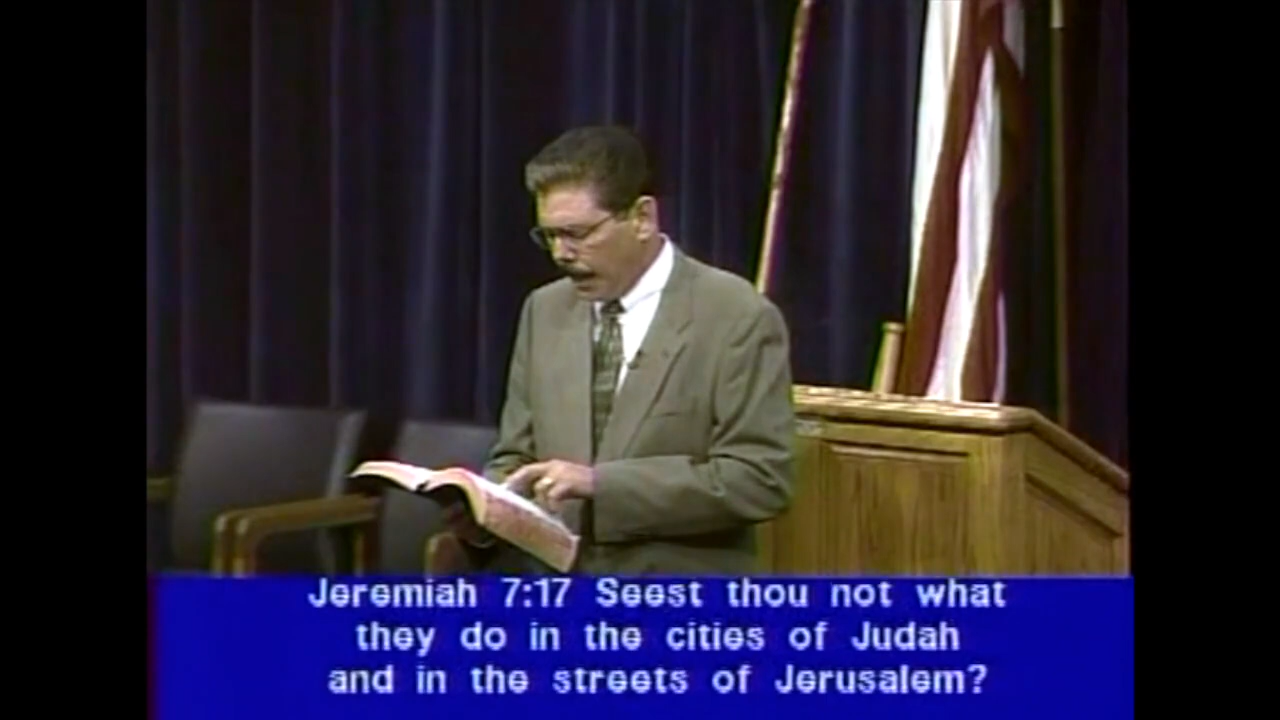 Jeremiah 7:17 Seest thou not what
they do in the cities of Judah
and in the streets of Jerusalem?